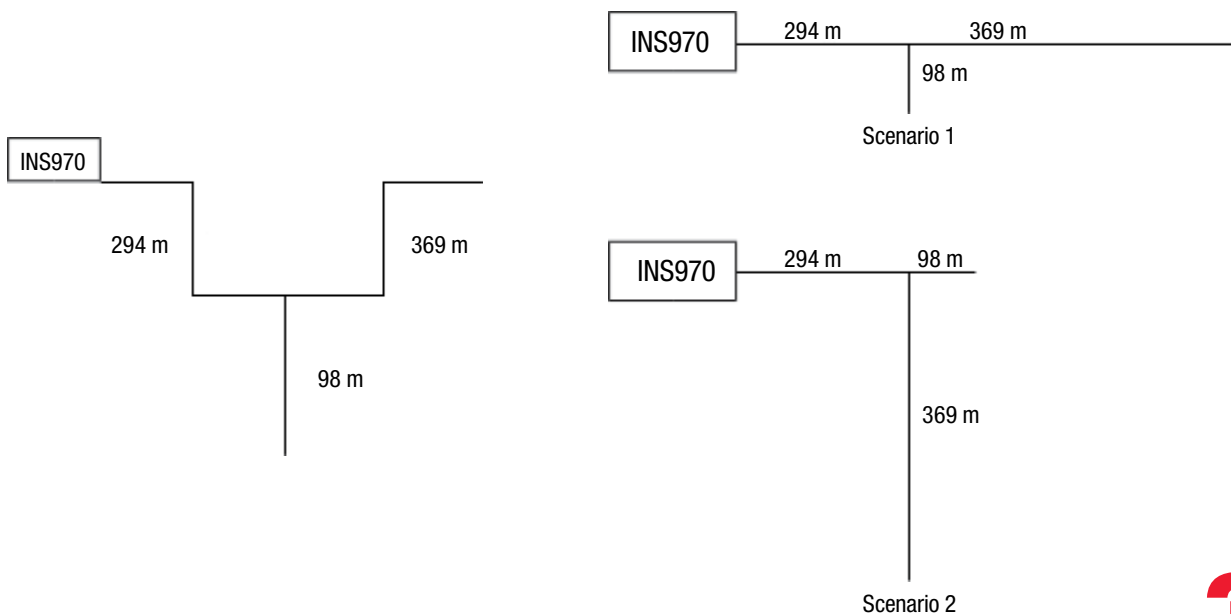 INS970
294 m
369 m
98 m
INS970
294 m 369 m
98 m
Scenario 1
INS970
294 m 98 m
369 m
Scenario 2